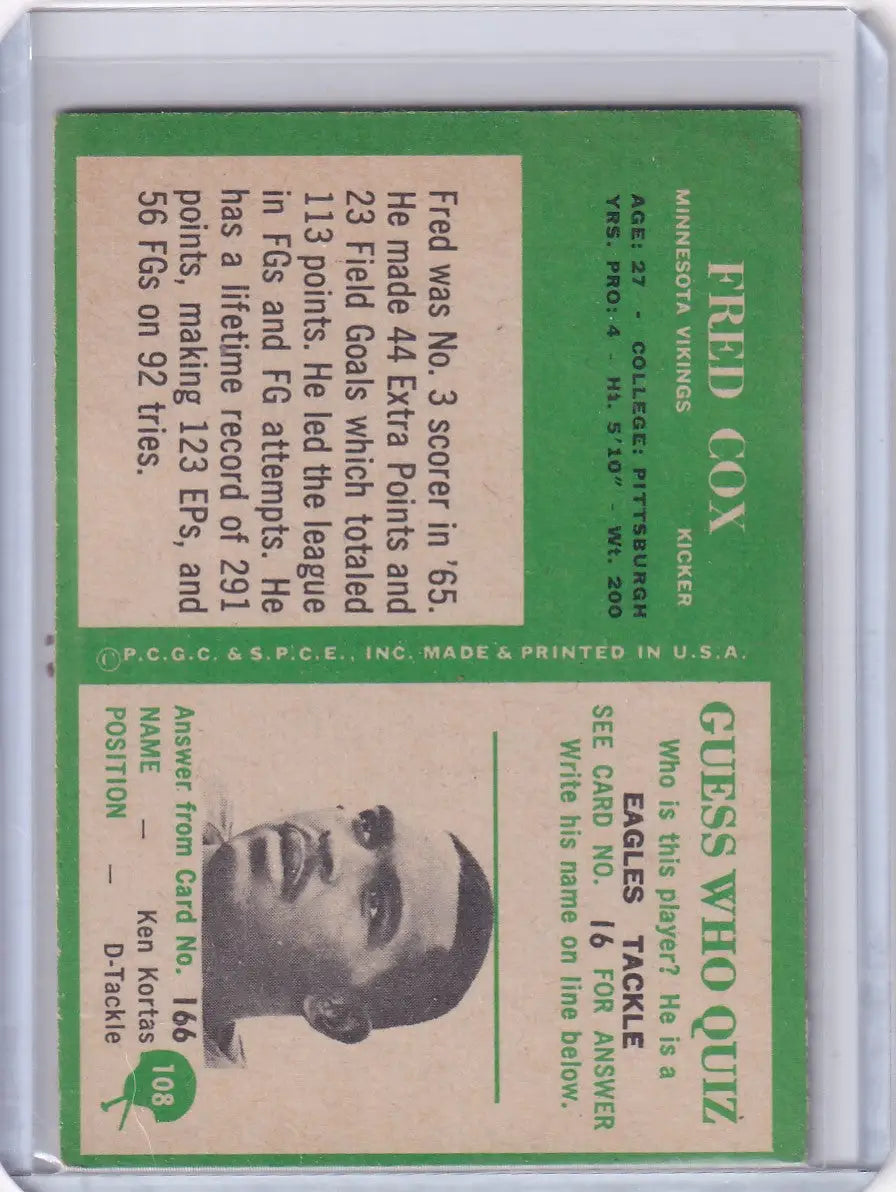 FRED COX
MINNESOTA VIKINGS KICKER
AGE: 27 - COLLEGE: PITTSBURGH
YRS. PRO: 4 - Ht. 5'10" - Wt. 200
Fred was No. 3 scorer in '65.
He made 44 Extra Points and
23 Field Goals which totaled
113 points. He led the league
in FGs and FG attempts. He
has a lifetime record of 291
points, making 123 EPs, and
56 FGs on 92 tries.
©P.C.G.C. & S.P.C.E., INC. MADE & PRINTED IN U.S.A.
GUESS WHO QUIZ
Who is this player? He is a
EAGLES TACKLE
SEE CARD NO. 16 FOR ANSWER
Write his name on line below.
Answer from Card No. 166
NAME — Ken Kortas
POSITION — D-Tackle
108